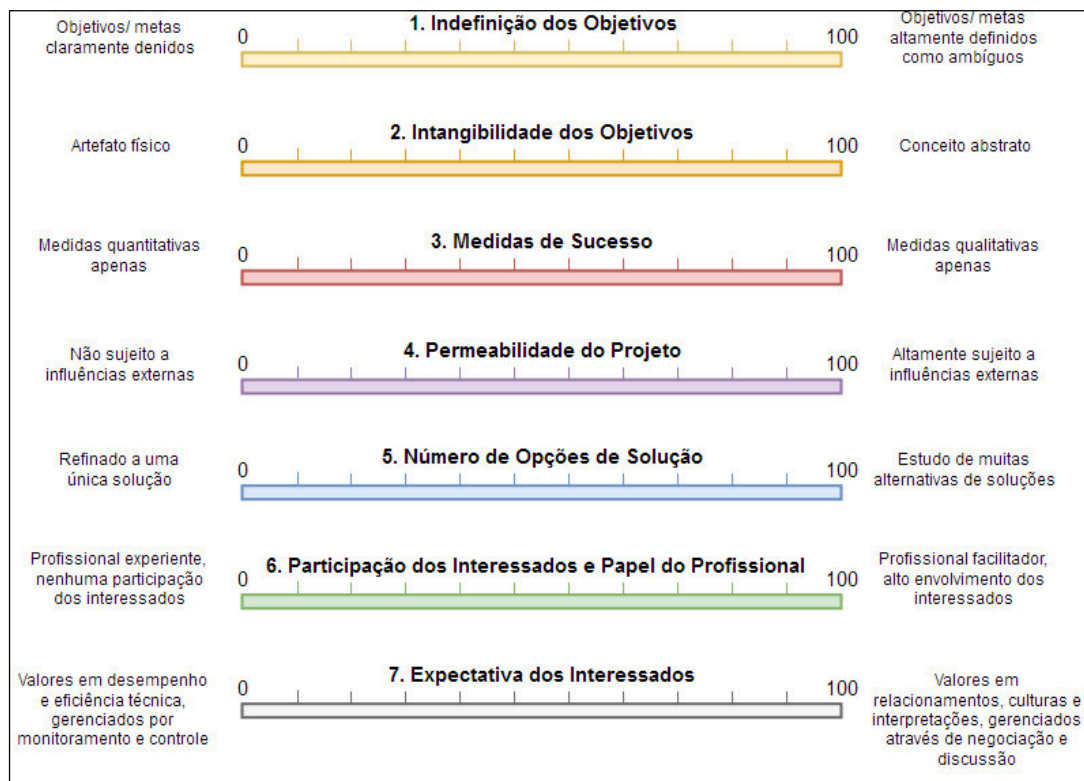 1. Indefinição dos Objetivos
Objetivos/ metas
claramente denidos
0
100
Objetivos/ metas
altamente definidos
como ambíguos
2. Intangibilidade dos Objetivos
Artefato físico
0
100
Conceito abstrato
3. Medidas de Sucesso
Medidas quantitativas
apenas
0
100
Medidas qualitativas
apenas
4. Permeabilidade do Projeto
Não sujeito a
influências externas
0
100
Altamente sujeito a
influências externas
5. Número de Opções de Solução
Refinado a uma
única solução
0
100
Estudo de muitas
alternativas de soluções
6. Participação dos Interessados e Papel do Profissional
Profissional experiente,
nenhuma participação
dos interessados
0
100
Profissional facilitador,
alto envolvimento dos
interessados
7. Expectativa dos Interessados
Valores em desempenho
e eficiência técnica,
gerenciados por
monitoramento e controle
0
100
Valores em
relacionamentos, culturas e
interpretações, gerenciados
através de negociação e
discussão